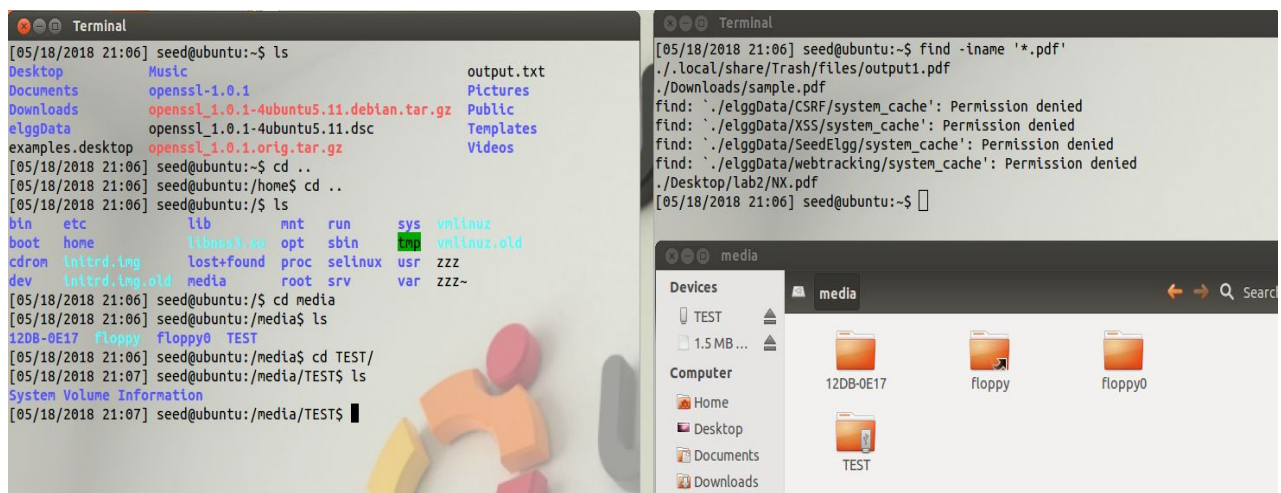 Terminal
[05/18/2018 21:06] seed@ubuntu:~$ ls
Desktop Music output.txt
Documents openssl-1.0.1 Pictures
Downloads openssl_1.0.1-4ubuntu5.11.debian.tar.gz Public
elggData openssl_1.0.1-4ubuntu5.11.dsc Templates
examples.desktop openssl_1.0.1.orig.tar.gz Videos
[05/18/2018 21:06] seed@ubuntu:~$ cd ..
[05/18/2018 21:06] seed@ubuntu:/home$ cd ..
[05/18/2018 21:06] seed@ubuntu:/$ ls
bin etc lib mnt run sys vmlinuz
boot home libnss3.so opt sbin tmp vmlinuz.old
cdrom initrd.img lost+found proc selinux usr zzz
dev initrd.img.old media root srv var zzz~
[05/18/2018 21:06] seed@ubuntu:/$ cd media
[05/18/2018 21:06] seed@ubuntu:/media$ ls
12DB-0E17 floppy floppy0 TEST
[05/18/2018 21:06] seed@ubuntu:/media$ cd TEST/
[05/18/2018 21:07] seed@ubuntu:/media/TEST$ ls
System Volume Information
[05/18/2018 21:07] seed@ubuntu:/media/TEST$
Terminal
[05/18/2018 21:06] seed@ubuntu:~$ find -iname '*.pdf'
./.local/share/Trash/files/output1.pdf
./Downloads/sample.pdf
find: `./elggData/CSRF/system_cache': Permission denied
find: `./elggData/XSS/system_cache': Permission denied
find: `./elggData/SeedElgg/system_cache': Permission denied
find: `./elggData/webtracking/system_cache': Permission denied
./Desktop/lab2/NX.pdf
[05/18/2018 21:06] seed@ubuntu:~$
media
Devices
TEST
1.5 MB ...
Computer
Home
Desktop
Documents
Downloads
media
Search
12DB-0E17
floppy
floppy0
TEST